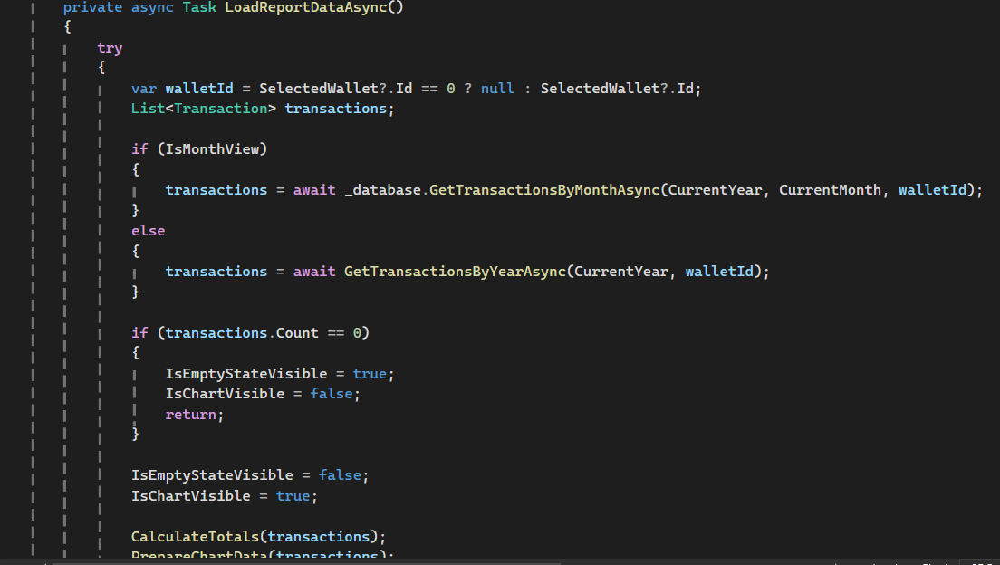 private async Task LoadReportDataAsync()
{
try
{
var walletId = SelectedWallet?.Id == 0 ? null : SelectedWallet?.Id;
List<Transaction> transactions;
if (IsMonthView)
{
transactions = await _database.GetTransactionsByMonthAsync(CurrentYear, CurrentMonth, walletId);
}
else
{
transactions = await GetTransactionsByYearAsync(CurrentYear, walletId);
}
if (transactions.Count == 0)
{
IsEmptyStateVisible = true;
IsChartVisible = false;
return;
}
IsEmptyStateVisible = false;
IsChartVisible = true;
CalculateTotals(transactions);
PrepareChartData(transactions);